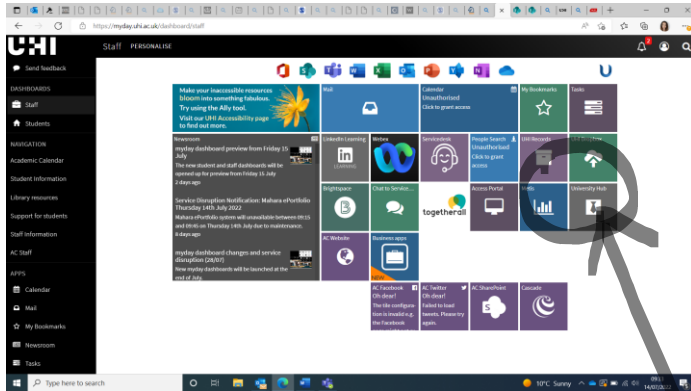 https://myday.uhi.ac.uk/dashboard/staff
UHI
Staff
PERSONALISE
Send feedback
DASHBOARDS
Staff
Students
NAVIGATION
Academic Calendar
Student Information
Library resources
Support for students
Staff Information
AC Staff
APPS
Calendar
Mail
My Bookmarks
Newsroom
Tasks
Make your inaccessible resources
bloom into something fabulous.
Try using the Ally tool.
Visit our UHI Accessibility page
to find out more.
Mail
Calendar
Unauthorised
Click to grant
access
My Bookmarks
Tasks
Newsroom
myday dashboard preview from Friday 15
July
The new student and staff dashboards will be
opened up for preview from Friday 15 July
2 days ago
Service Disruption Notification: Mahara ePortfolio
Thursday 14th July 2022
Mahara ePortfolio system will unavailable between 09:15
and 09:45 on Thursday 14th July due to maintenance.
8 days ago
myday dashboard changes and service
disruption (28/07)
New myday dashboards will be launched at the
end of July.
LinkedIn Learning
in
LEARNING
Webex
Servicedesk
People Search
Unauthorised
Click to grant
access
UHI Records
UHI Dropbox
Brightspace
Chat to Service...
togetherall
Access Portal
University Hub
AC Website
Business apps
NEW
AC Facebook
Oh dear!
The tile configura-
tion is invalid e.g.
the Facebook
AC Twitter
Oh dear!
Failed to load
tweets. Please try
again.
AC SharePoint
Cascade
Type here to search
10°C Sunny
14/07/2022